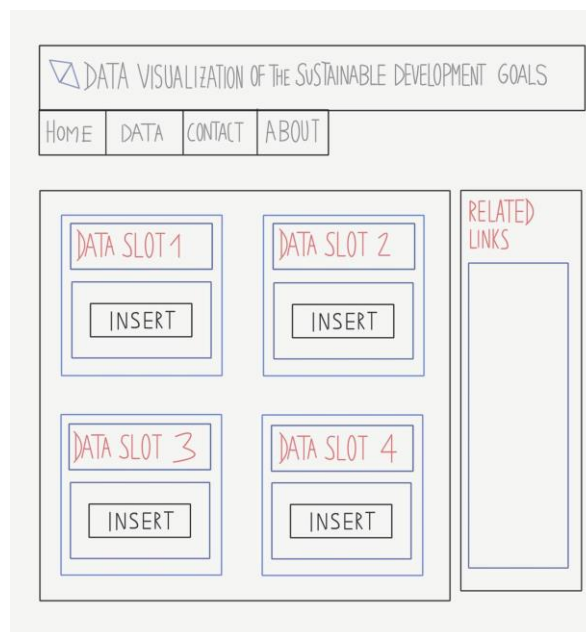 DATA VISUALIZATION OF THE SUSTAINABLE DEVELOPMENT GOALS
HOME DATA CONTACT ABOUT
DATA SLOT 1
INSERT
DATA SLOT 2
INSERT
DATA SLOT 3
INSERT
DATA SLOT 4
INSERT
RELATED
LINKS